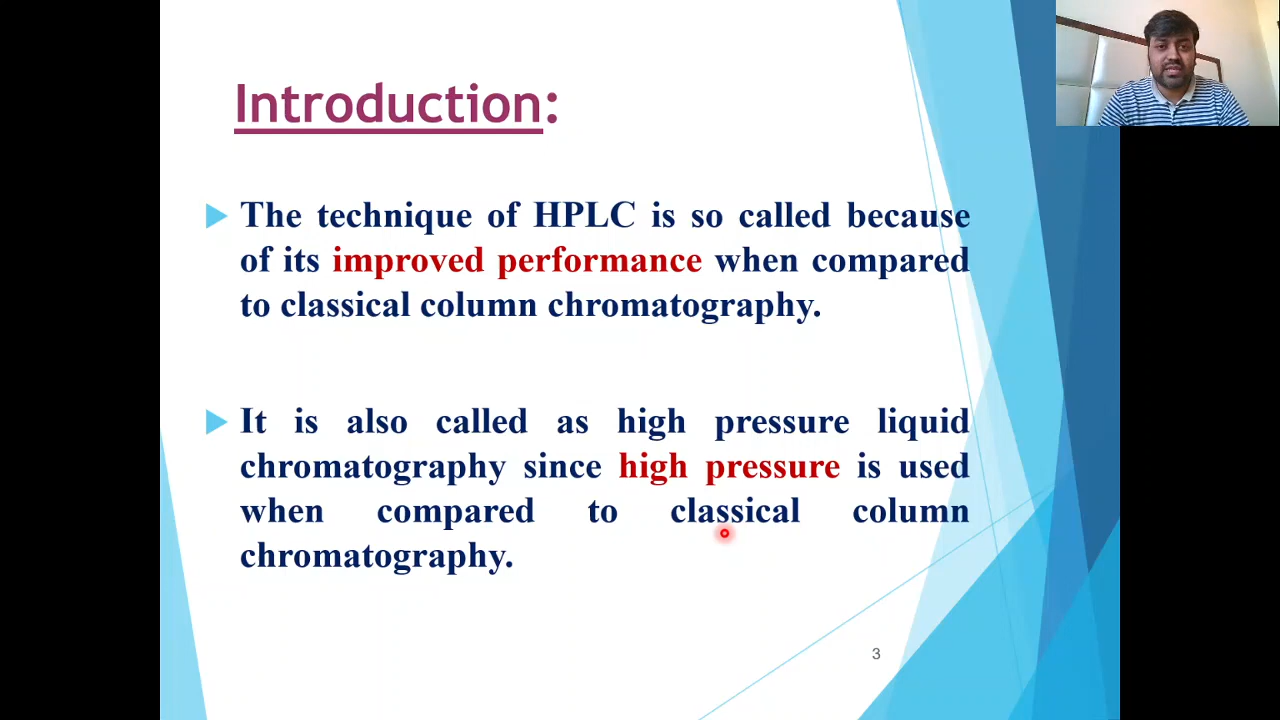 Introduction:
The technique of HPLC is so called because
of its improved performance when compared
to classical column chromatography.
It is also called as high pressure liquid
chromatography since high pressure is used
when compared to classical column
chromatography.
3